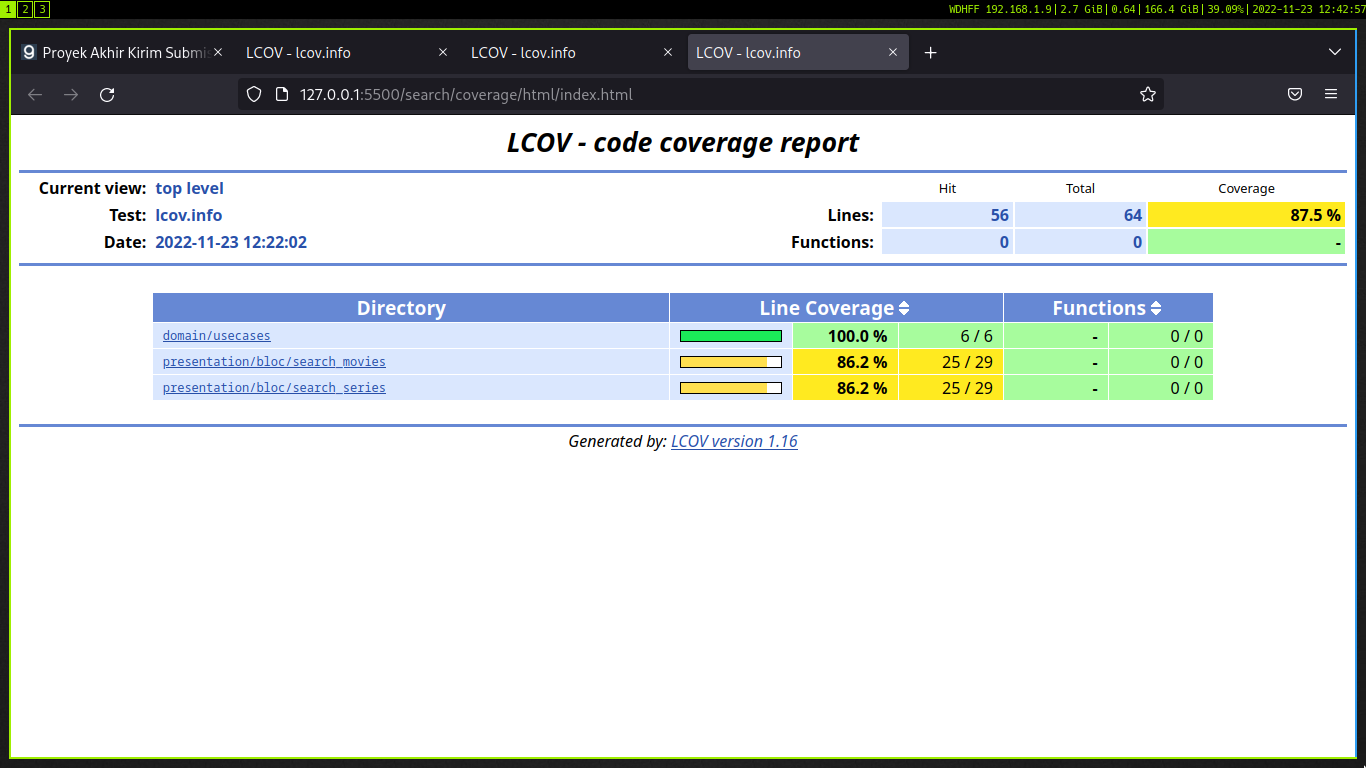 1 2 3 WDHFF 192.168.1.9| 2.7 GiB| 0.64| 166.4 GiB| 39.09%| 2022-11-23 12:42:57
Proyek Akhir Kirim Submis LCOV - lcov.info LCOV - lcov.info LCOV - lcov.info
127.0.0.1:5500/search/coverage/html/index.html
LCOV - code coverage report
Current view: top level Hit Total Coverage
Test: lcov.info Lines: 56 64 87.5 %
Date: 2022-11-23 12:22:02 Functions: 0 0 -
Directory Line Coverage Functions
domain/usecases 100.0 % 6 / 6 - 0 / 0
presentation/bloc/search_movies 86.2 % 25 / 29 - 0 / 0
presentation/bloc/search_series 86.2 % 25 / 29 - 0 / 0
Generated by: LCOV version 1.16